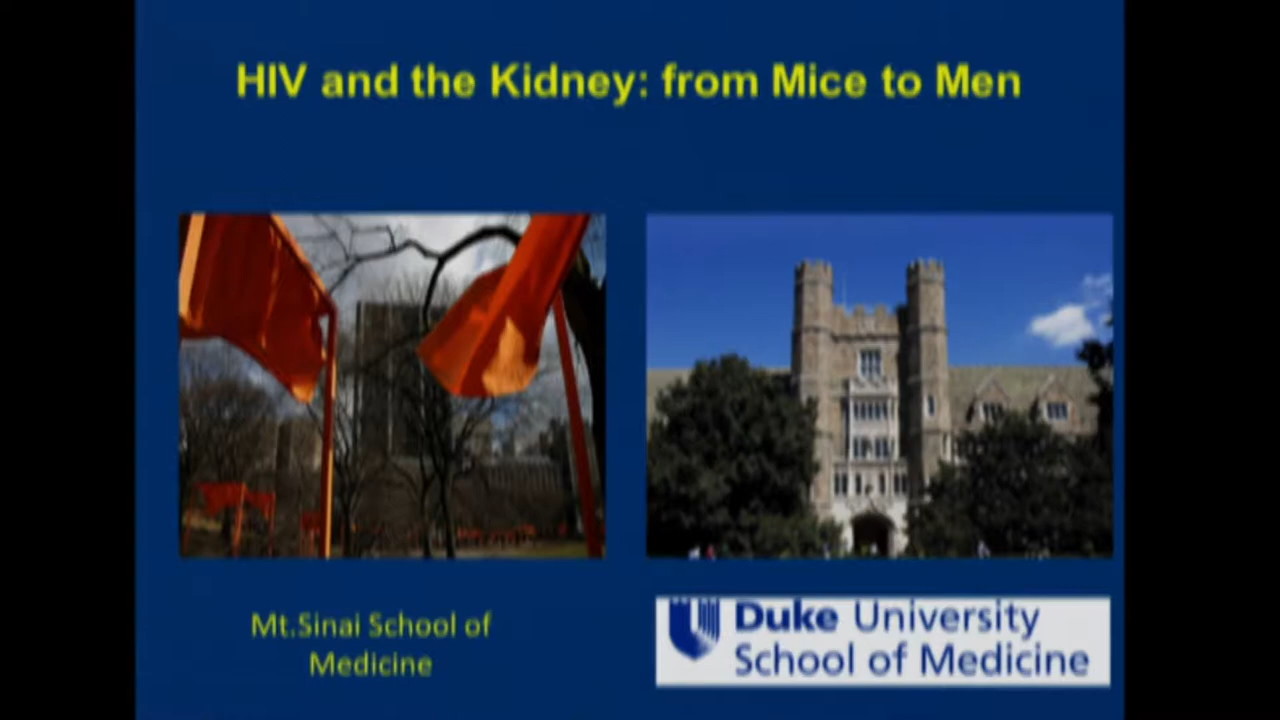 HIV and the Kidney: from Mice to Men
Mt.Sinai School of
Medicine
Duke University
School of Medicine